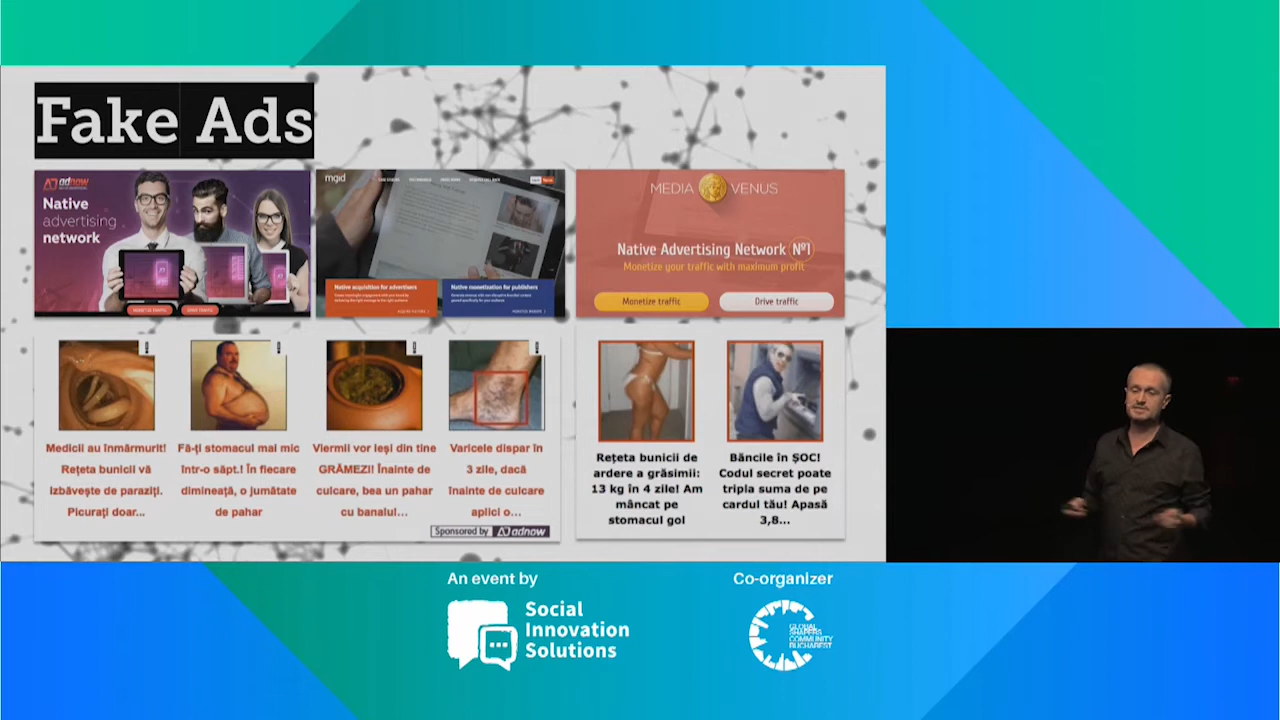 Fake Ads
adnow
Native
advertising
network
mgid
Native acquisition for advertisers
Native monetization for publishers
MEDIA VENUS
Native Advertising Network №1
Monetize your traffic with maximum profit
Monetize traffic
Drive traffic
Medicii au înmărmurit!
Rețeta bunicii vă
izbăvește de paraziți.
Picurați doar...
Fă-ți stomacul mai mic
într-o săpt.! În fiecare
dimineață, o jumătate
de pahar
Viermii vor ieși din tine
GRĂMEZI! Înainte de
culcare, bea un pahar
cu banalul...
Varicele dispar în
3 zile, dacă
înainte de culcare
aplici o...
Sponsored by adnow
Rețeta bunicii de
ardere a grăsimii:
13 kg în 4 zile! Am
mâncat pe
stomacul gol
Băncile în ȘOC!
Codul secret poate
tripla suma de pe
cardul tău! Apasă
3,8...
An event by
Social
Innovation
Solutions
Co-organizer
GLOBAL
SHAPERS
COMMUNITY
BUCHAREST